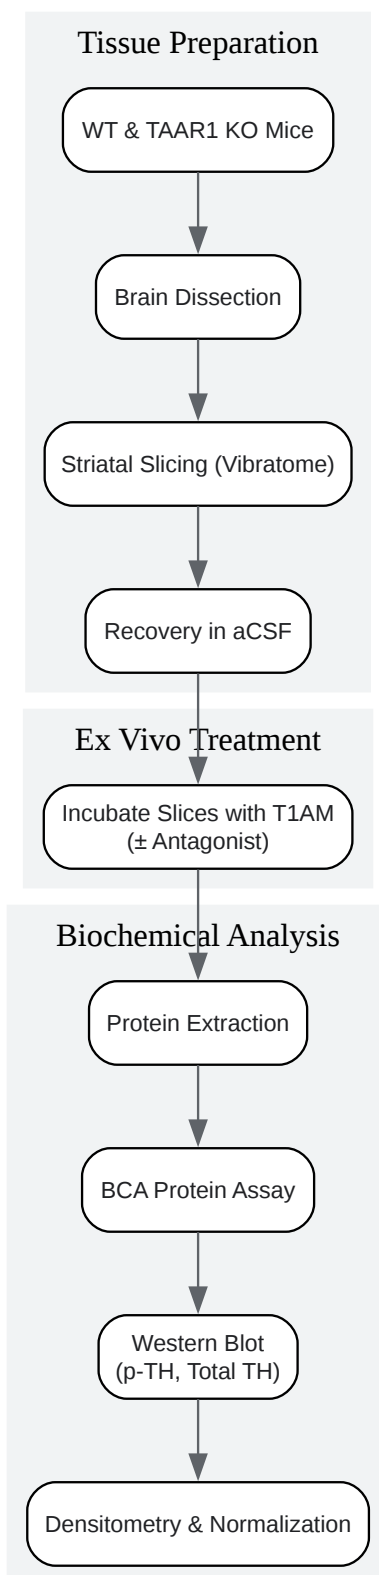 Tissue Preparation
WT & TAAR1 KO Mice
Brain Dissection
Striatal Slicing (Vibratome)
Recovery in aCSF
Ex Vivo Treatment
Incubate Slices with T1AM
(± Antagonist)
Biochemical Analysis
Protein Extraction
BCA Protein Assay
Western Blot
(p-TH, Total TH)
Densitometry & Normalization